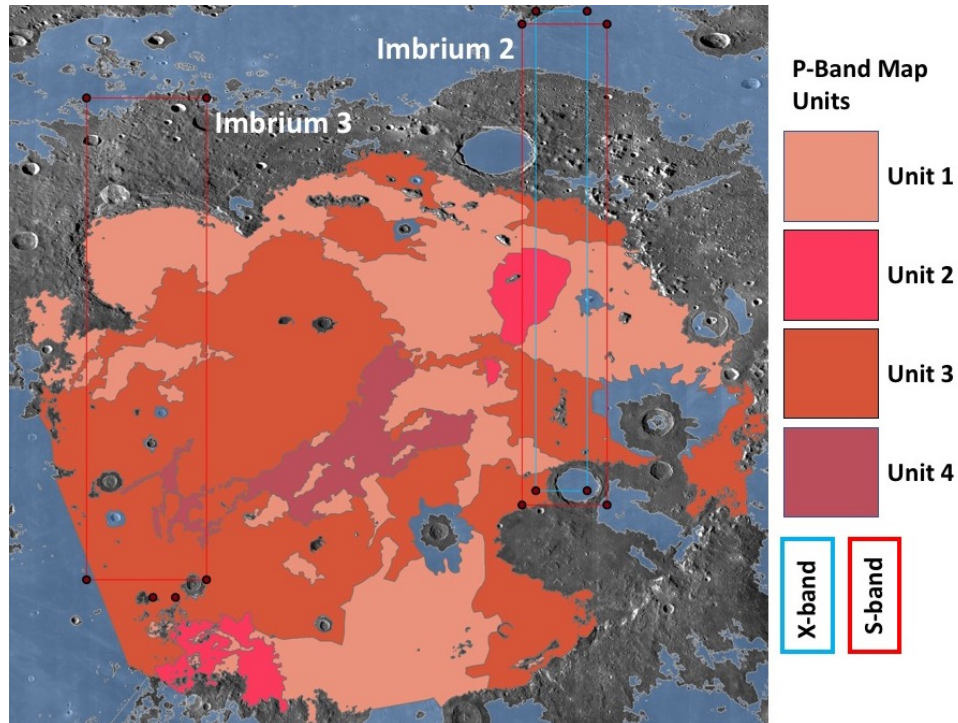 Imbrium 2
Imbrium 3
P-Band Map
Units
Unit 1
Unit 2
Unit 3
Unit 4
X-band
S-band